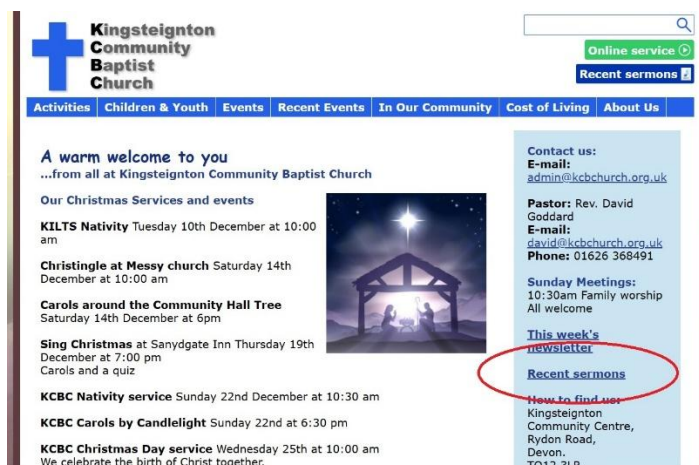 Kingsteignton
Community
Baptist
Church
Online service
Recent sermons
Activities Children & Youth Events Recent Events In Our Community Cost of Living About Us
A warm welcome to you
...from all at Kingsteignton Community Baptist Church
Our Christmas Services and events
KILTS Nativity Tuesday 10th December at 10:00
am
Christingle at Messy church Saturday 14th
December at 10:00 am
Carols around the Community Hall Tree
Saturday 14th December at 6pm
Sing Christmas at Sanydgate Inn Thursday 19th
December at 7:00 pm
Carols and a quiz
KCBC Nativity service Sunday 22nd December at 10:30 am
KCBC Carols by Candlelight Sunday 22nd at 6:30 pm
KCBC Christmas Day service Wednesday 25th at 10:00 am
We celebrate the birth of Christ together.
Contact us:
E-mail:
admin@kcbchurch.org.uk
Pastor: Rev. David
Goddard
E-mail:
david@kcbchurch.org.uk
Phone: 01626 368491
Sunday Meetings:
10:30am Family worship
All welcome
This week's
newsletter
Recent sermons
How to find us:
Kingsteignton
Community Centre,
Rydon Road,
Devon.
TQ12 3LP